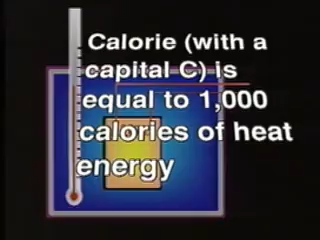 Calorie (with a
capital C) is
equal to 1,000
calories of heat
energy